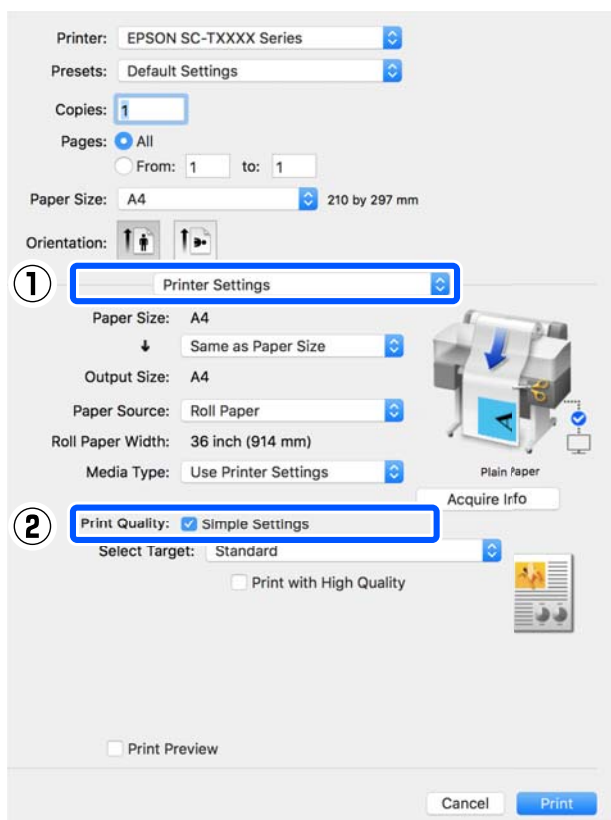 Printer: EPSON SC-TXXXX Series
Presets: Default Settings
Copies: 1
Pages: All
From: 1 to: 1
Paper Size: A4 210 by 297 mm
Orientation:
1 Printer Settings
Paper Size: A4
Same as Paper Size
Output Size: A4
Paper Source: Roll Paper
Roll Paper Width: 36 inch (914 mm)
Media Type: Use Printer Settings
A
Plain Paper
Acquire Info
2 Print Quality: Simple Settings
Select Target: Standard
Print with High Quality
Print Preview
Cancel Print